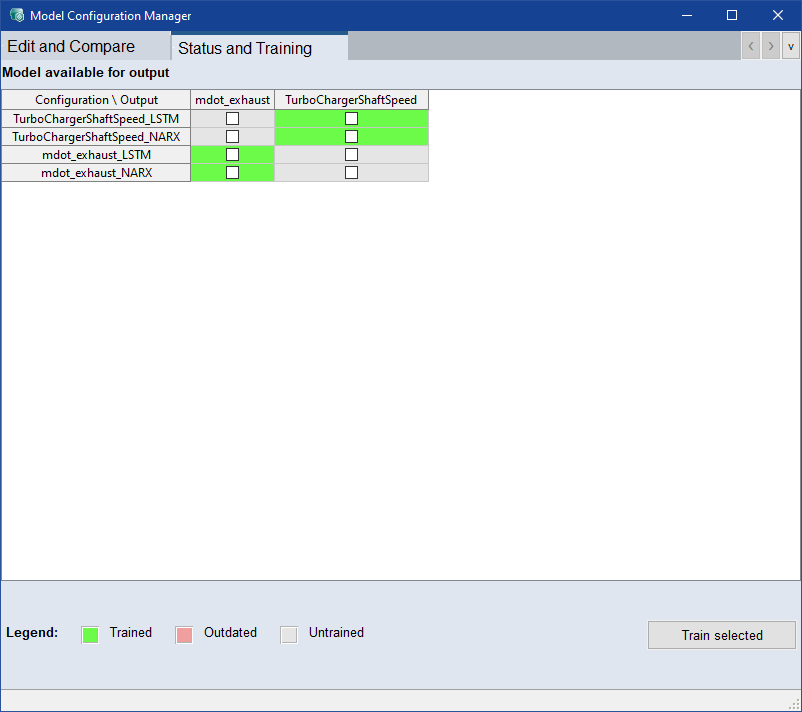 Model Configuration Manager
Edit and Compare Status and Training < > v
Model available for output
Configuration \ Output mdot_exhaust TurboChargerShaftSpeed
TurboChargerShaftSpeed_LSTM
TurboChargerShaftSpeed_NARX
mdot_exhaust_LSTM
mdot_exhaust_NARX
Legend: Trained Outdated Untrained Train selected